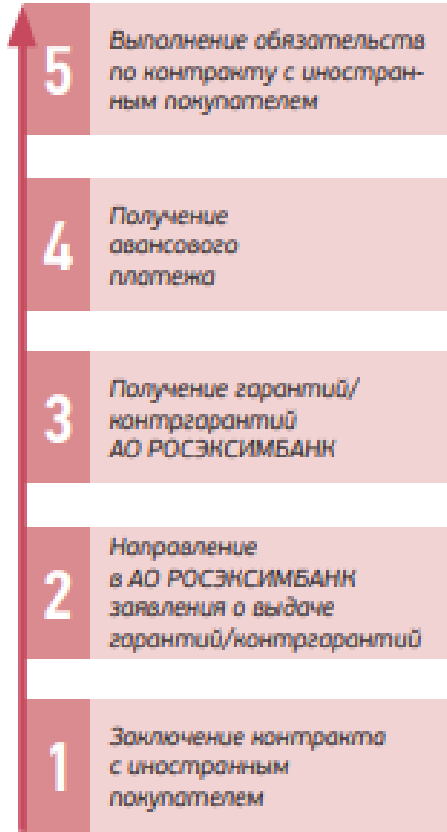 5
Выполнение обязательств
по контракту с иностран-
ным покупателем
4
Получение
авансового
платежа
3
Получение гарантий/
контргарантий
АО РОСЭКСИМБАНК
2
Направление
в АО РОСЭКСИМБАНК
заявления о выдаче
гарантий/контргарантий
1
Заключение контракта
с иностранным
покупателем